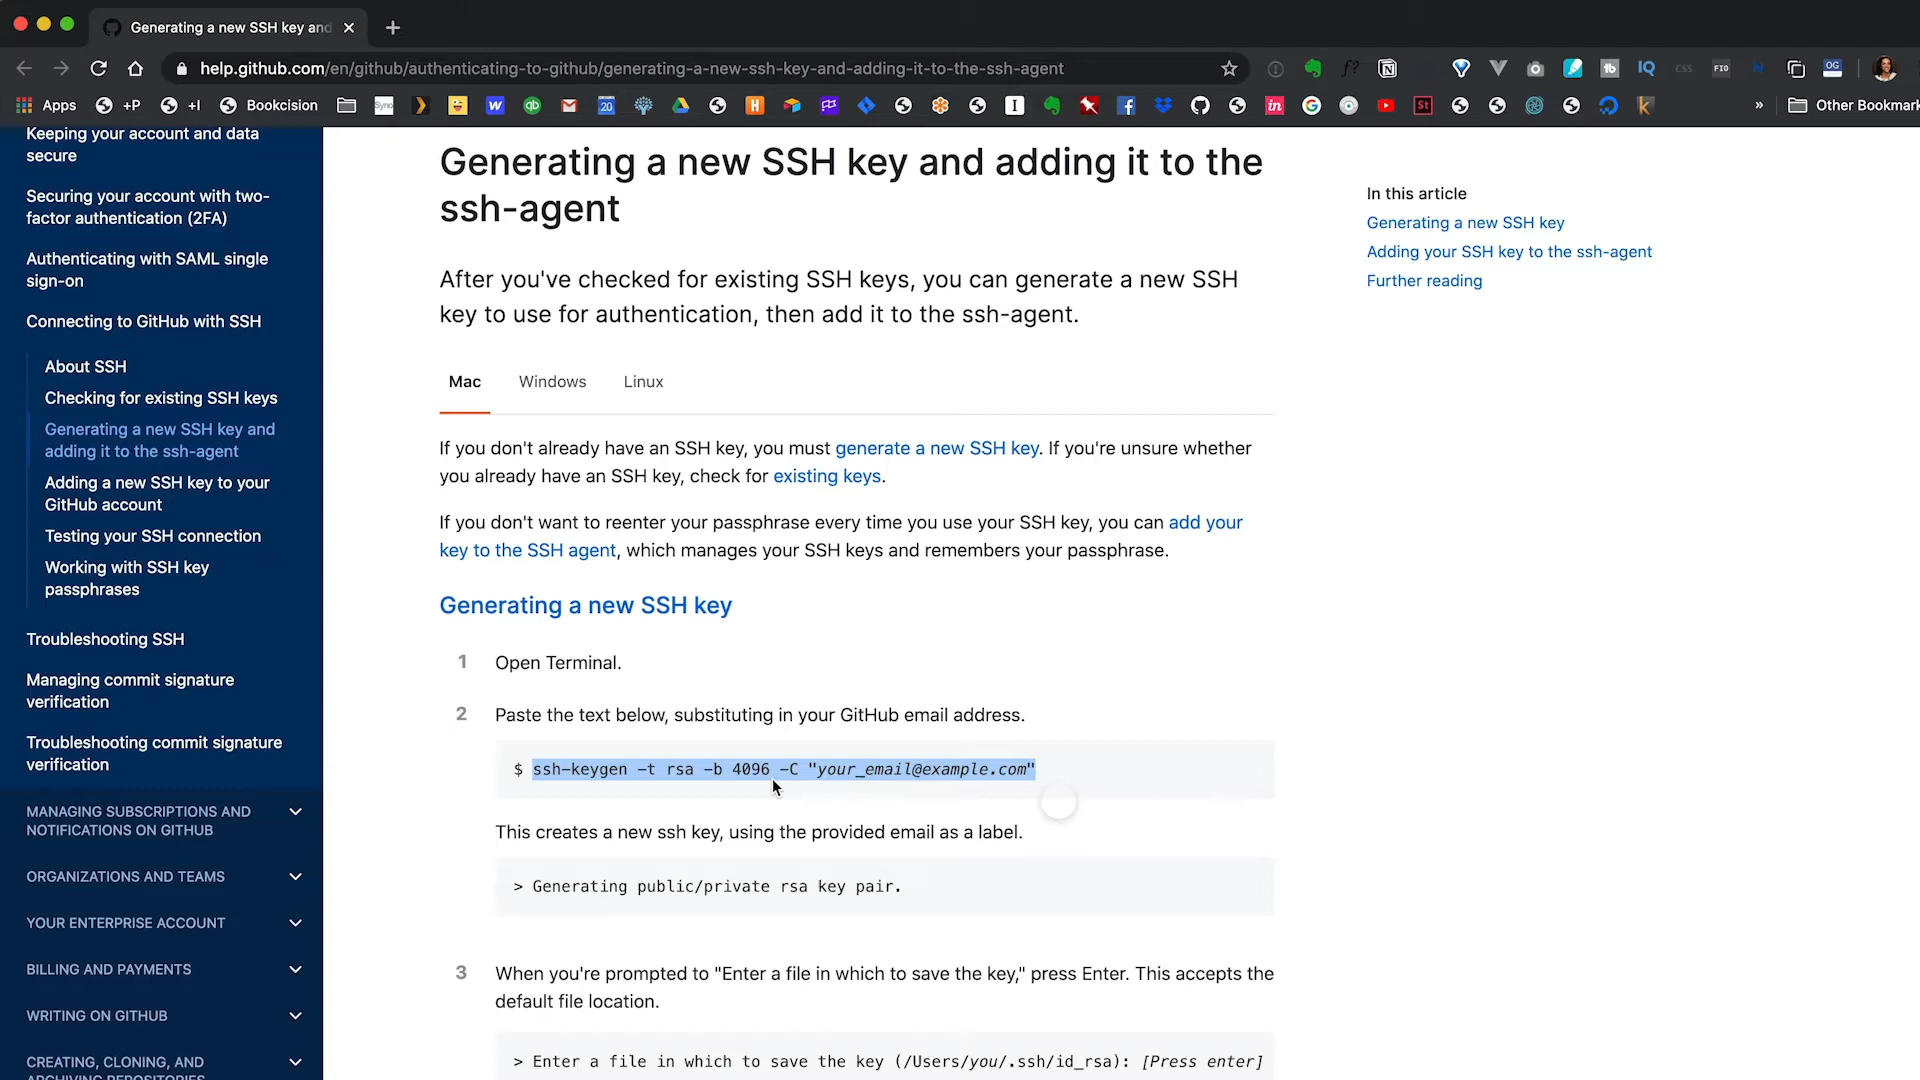 Generating a new SSH key and
help.github.com/en/github/authenticating-to-github/generating-a-new-ssh-key-and-adding-it-to-the-ssh-agent
Apps
+P
+I
Bookcision
Other Bookmark
Keeping your account and data
secure
Securing your account with two-
factor authentication (2FA)
Authenticating with SAML single
sign-on
Connecting to GitHub with SSH
About SSH
Checking for existing SSH keys
Generating a new SSH key and
adding it to the ssh-agent
Adding a new SSH key to your
GitHub account
Testing your SSH connection
Working with SSH key
passphrases
Troubleshooting SSH
Managing commit signature
verification
Troubleshooting commit signature
verification
MANAGING SUBSCRIPTIONS AND
NOTIFICATIONS ON GITHUB
ORGANIZATIONS AND TEAMS
YOUR ENTERPRISE ACCOUNT
BILLING AND PAYMENTS
WRITING ON GITHUB
CREATING, CLONING, AND
ARCHIVING REPOSITORIES
Generating a new SSH key and adding it to the
ssh-agent
After you've checked for existing SSH keys, you can generate a new SSH
key to use for authentication, then add it to the ssh-agent.
Mac Windows Linux
If you don't already have an SSH key, you must generate a new SSH key. If you're unsure whether
you already have an SSH key, check for existing keys.
If you don't want to reenter your passphrase every time you use your SSH key, you can add your
key to the SSH agent, which manages your SSH keys and remembers your passphrase.
Generating a new SSH key
1 Open Terminal.
2 Paste the text below, substituting in your GitHub email address.
$ ssh-keygen -t rsa -b 4096 -C "your_email@example.com"
This creates a new ssh key, using the provided email as a label.
> Generating public/private rsa key pair.
3 When you're prompted to "Enter a file in which to save the key," press Enter. This accepts the
default file location.
> Enter a file in which to save the key (/Users/you/.ssh/id_rsa): [Press enter]
In this article
Generating a new SSH key
Adding your SSH key to the ssh-agent
Further reading